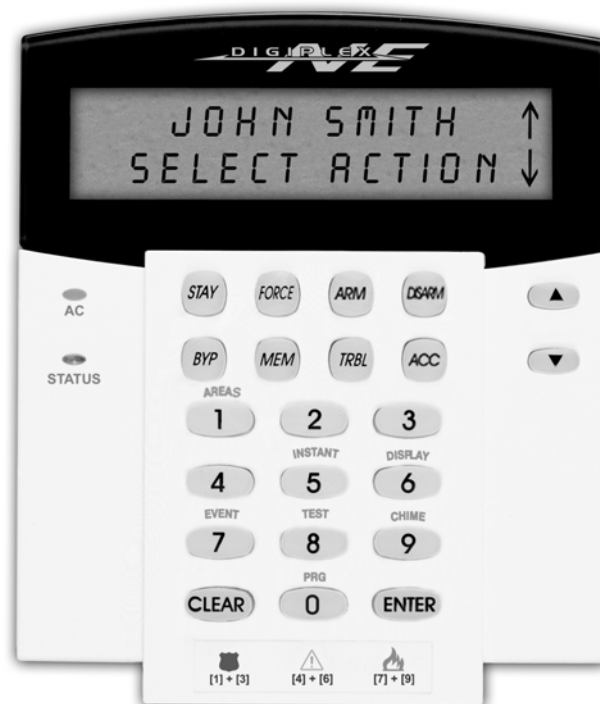 DIGIPLEX NE
JOHN SMITH ↑
SELECT ACTION ↓
STAY FORCE ARM DISARM
AC
BYP MEM TRBL ACC
STATUS
AREAS
1 2 3
INSTANT DISPLAY
4 5 6
EVENT TEST CHIME
7 8 9
PRG
CLEAR 0 ENTER
[1] + [3] [4] + [6] [7] + [9]